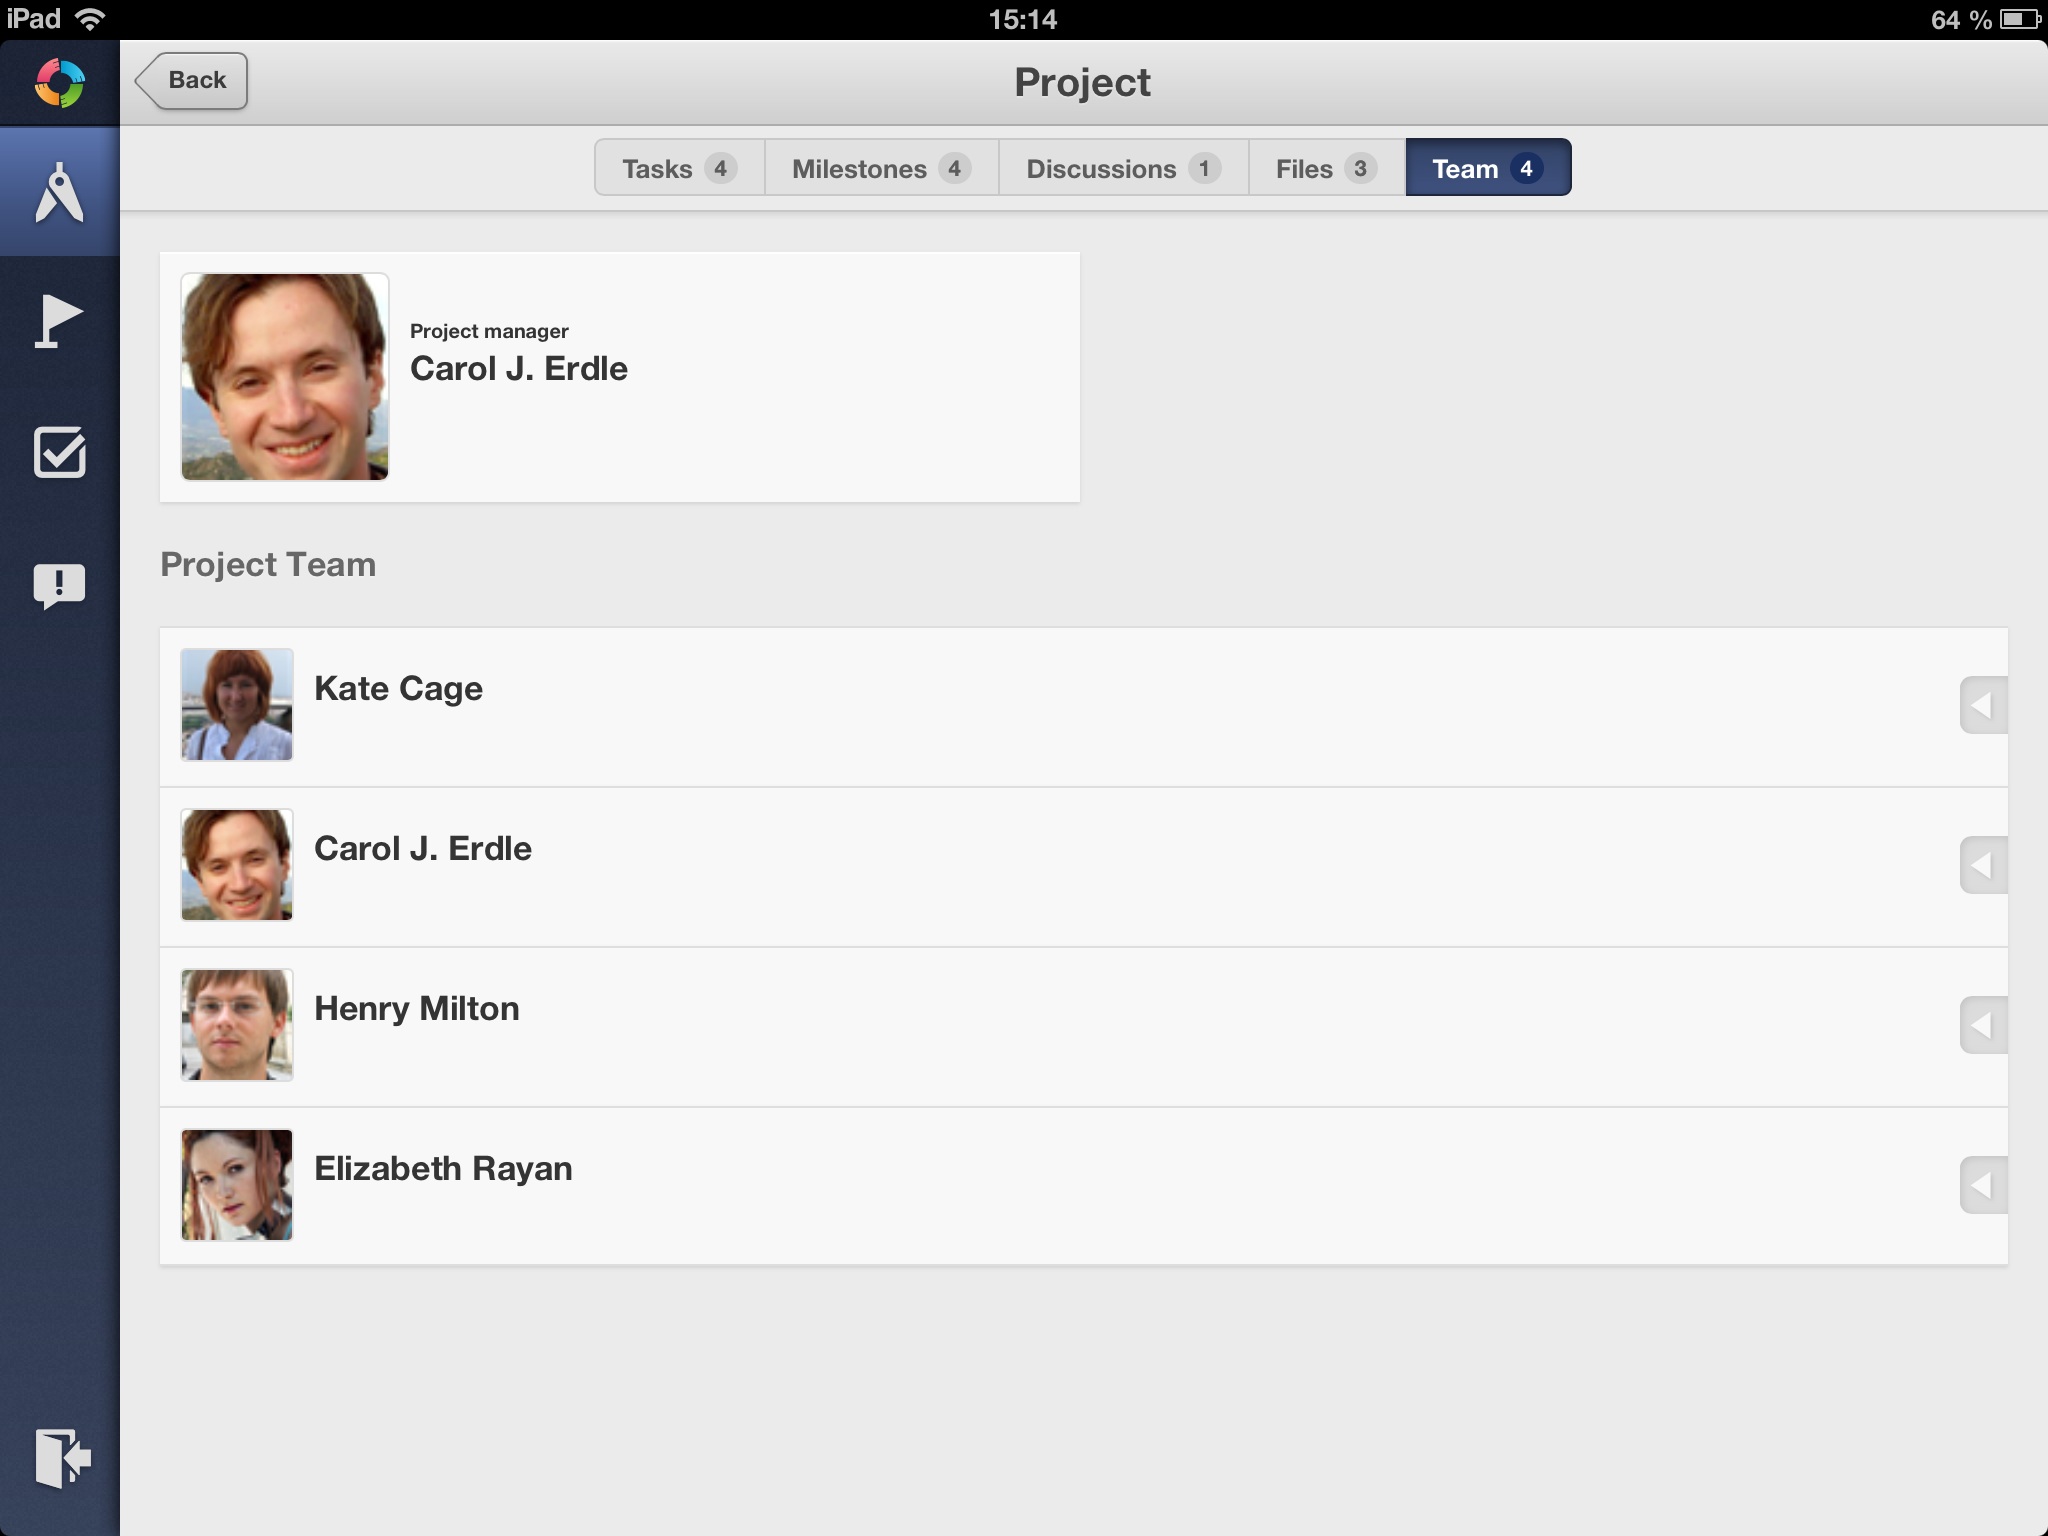 iPad 15:14 64 %
Back Project
Tasks 4 Milestones 4 Discussions 1 Files 3 Team 4
Project manager
Carol J. Erdle
Project Team
Kate Cage
Carol J. Erdle
Henry Milton
Elizabeth Rayan